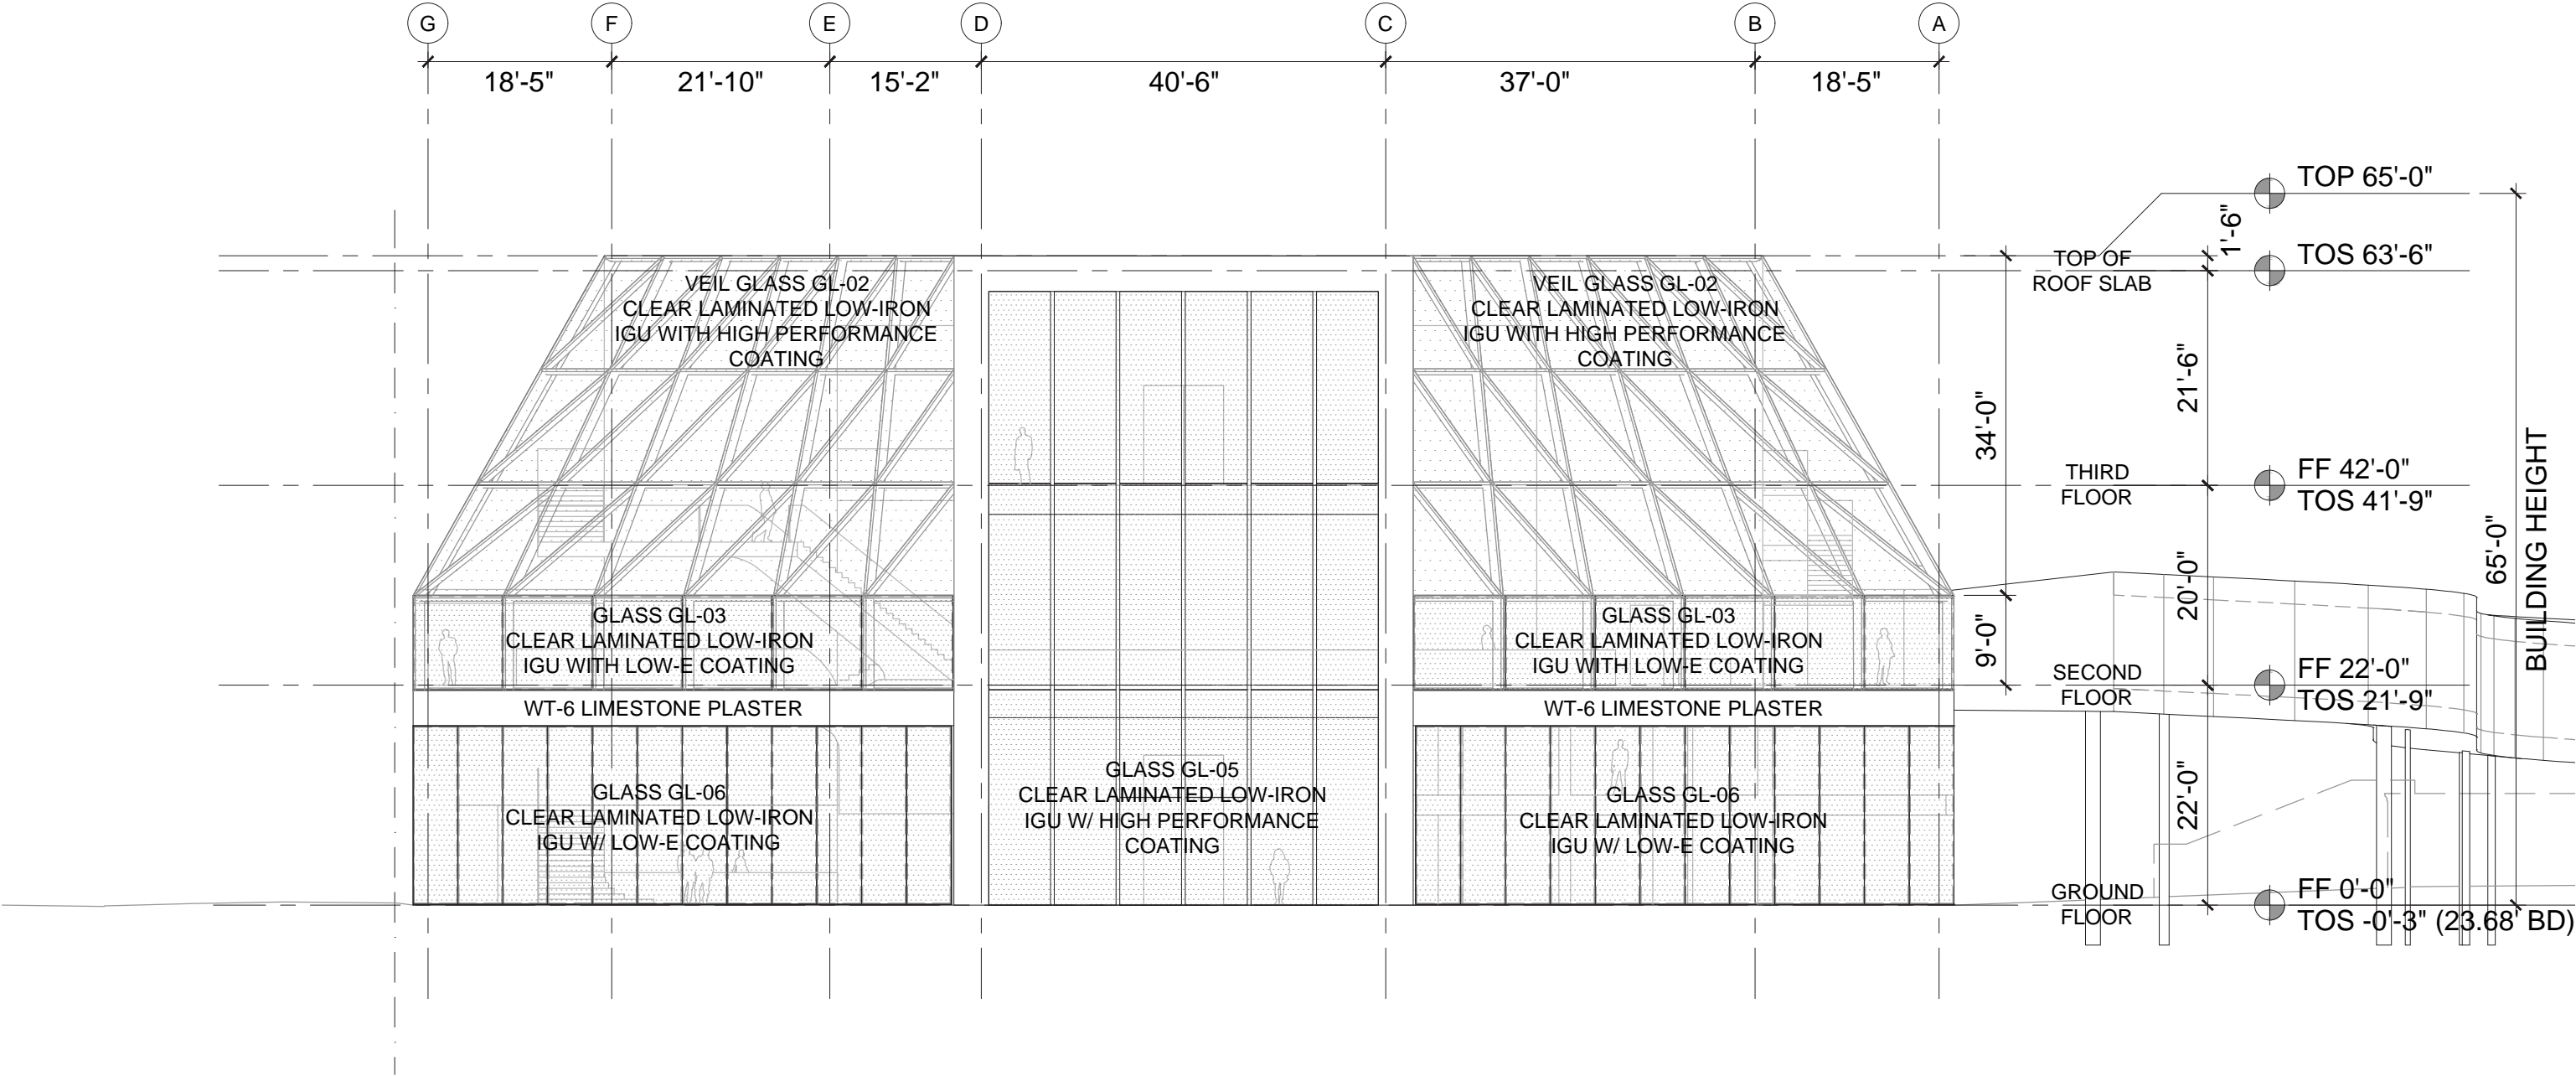 G F E D C B A
18'-5" 21'-10" 15'-2" 40'-6" 37'-0" 18'-5"
TOP 65'-0"
1'-6"
TOP OF
ROOF SLAB
TOS 63'-6"
VEIL GLASS GL-02
CLEAR LAMINATED LOW-IRON
IGU WITH HIGH PERFORMANCE
COATING
VEIL GLASS GL-02
CLEAR LAMINATED LOW-IRON
IGU WITH HIGH PERFORMANCE
COATING
34'-0"
21'-6"
THIRD
FLOOR
FF 42'-0"
TOS 41'-9"
65'-0"
BUILDING HEIGHT
20'-0"
GLASS GL-03
CLEAR LAMINATED LOW-IRON
IGU WITH LOW-E COATING
GLASS GL-03
CLEAR LAMINATED LOW-IRON
IGU WITH LOW-E COATING
9'-0"
SECOND
FLOOR
FF 22'-0"
TOS 21'-9"
WT-6 LIMESTONE PLASTER
WT-6 LIMESTONE PLASTER
GLASS GL-06
CLEAR LAMINATED LOW-IRON
IGU W/ LOW-E COATING
GLASS GL-05
CLEAR LAMINATED LOW-IRON
IGU W/ HIGH PERFORMANCE
COATING
GLASS GL-06
CLEAR LAMINATED LOW-IRON
IGU W/ LOW-E COATING
22'-0"
GROUND
FLOOR
FF 0'-0"
TOS -0'-3" (23.68' BD)